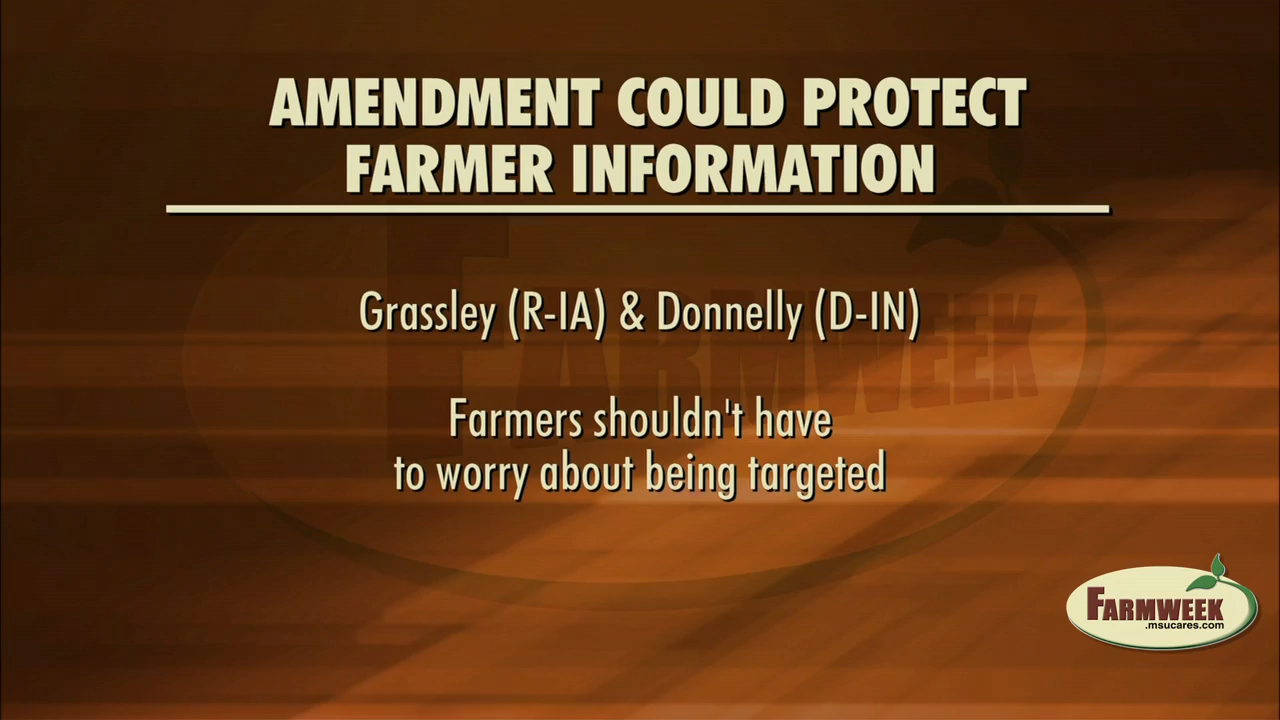 AMENDMENT COULD PROTECT
FARMER INFORMATION
Grassley (R-IA) & Donnelly (D-IN)
Farmers shouldn't have
to worry about being targeted
FARMWEEK
FARMWEEK
.msucares.com